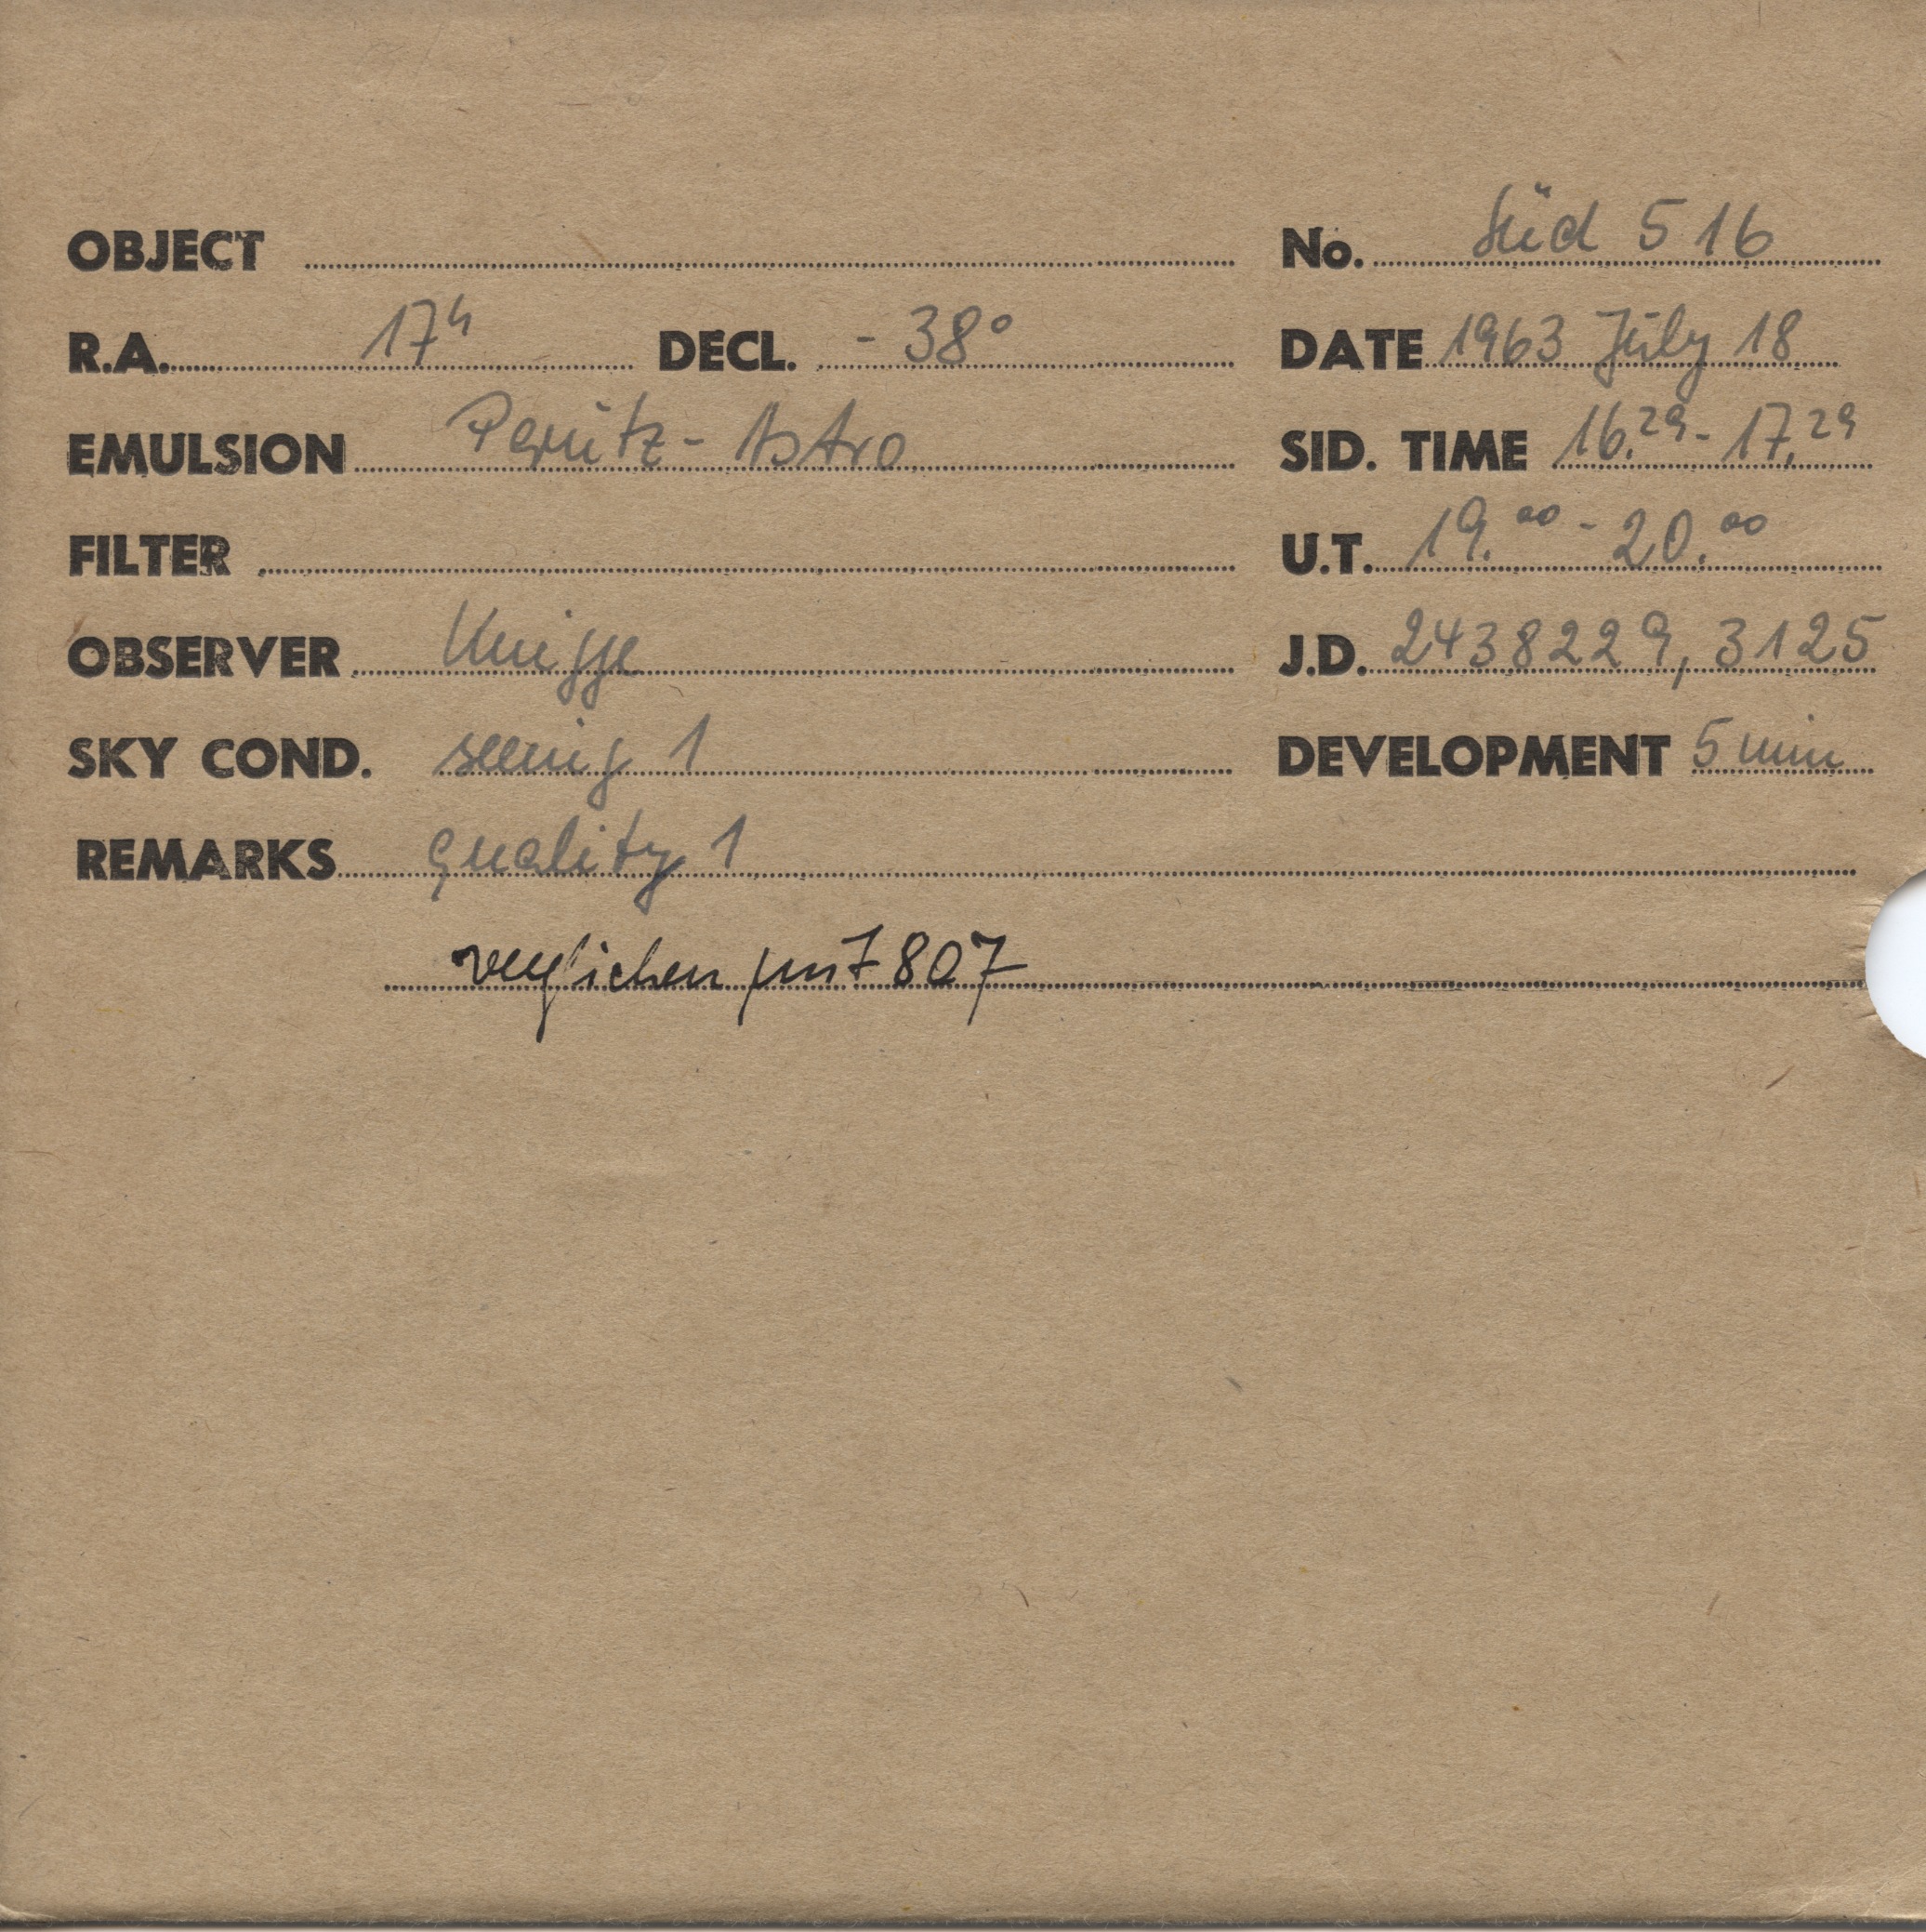 OBJECT No. Süd 516
R.A. 17h DECL. - 38° DATE 1963 July 18
EMULSION Perutz - Astro SID. TIME 16.29 - 17.29
FILTER U.T. 19.00 - 20.00
OBSERVER Knigge J.D. 2438229,3125
SKY COND. seeing 1 DEVELOPMENT 5 min
REMARKS quality 1
verglichen mit 807